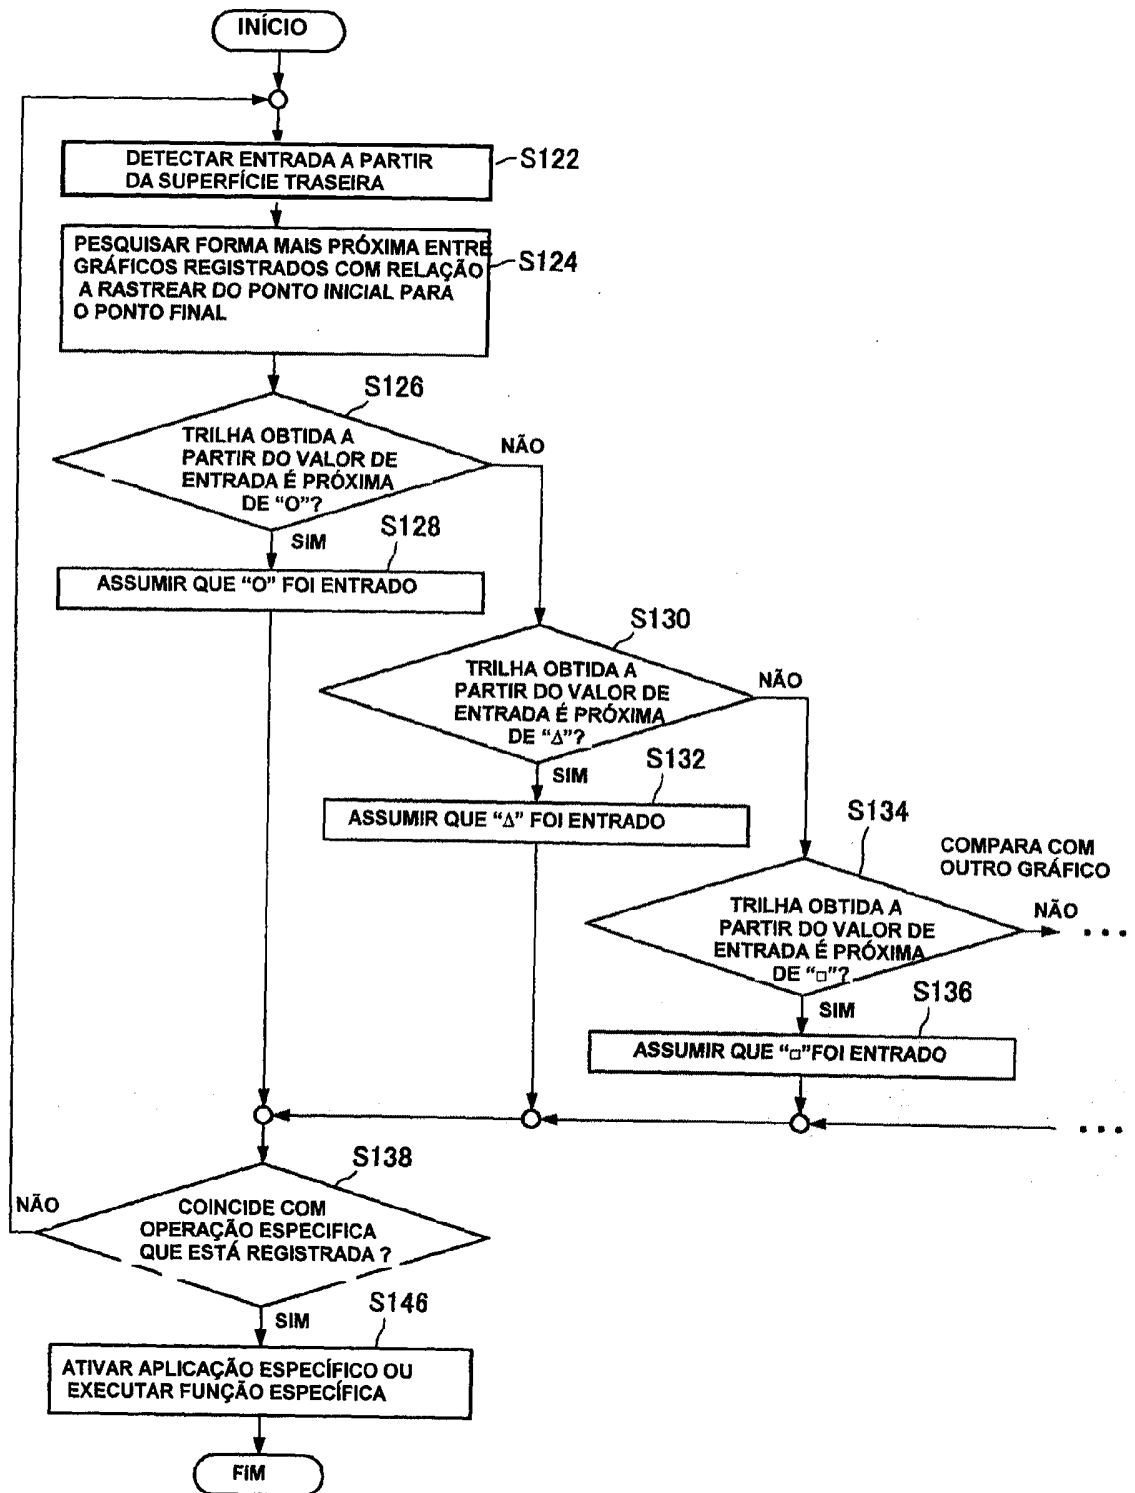 INÍCIO
DETECTAR ENTRADA A PARTIR
DA SUPERFÍCIE TRASEIRA
S122
PESQUISAR FORMA MAIS PRÓXIMA ENTRE
GRÁFICOS REGISTRADOS COM RELAÇÃO
A RASTREAR DO PONTO INICIAL PARA
O PONTO FINAL
S124
S126
TRILHA OBTIDA A
PARTIR DO VALOR DE
ENTRADA É PRÓXIMA
DE “O”?
NÃO
SIM
S128
ASSUMIR QUE “O” FOI ENTRADO
S130
TRILHA OBTIDA A
PARTIR DO VALOR DE
ENTRADA É PRÓXIMA
DE “Δ”?
NÃO
SIM
S132
ASSUMIR QUE “Δ” FOI ENTRADO
S134
COMPARA COM
OUTRO GRÁFICO
TRILHA OBTIDA A
PARTIR DO VALOR DE
ENTRADA É PRÓXIMA
DE “□”?
NÃO
...
SIM
S136
ASSUMIR QUE “□”FOI ENTRADO
...
S138
COINCIDE COM
OPERAÇÃO ESPECIFICA
QUE ESTÁ REGISTRADA ?
NÃO
SIM
S146
ATIVAR APLICAÇÃO ESPECÍFICO OU
EXECUTAR FUNÇÃO ESPECÍFICA
FIM